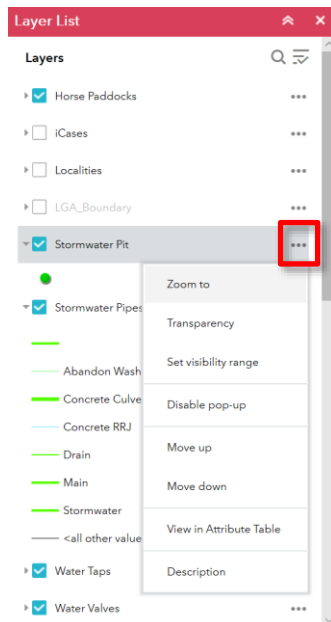 Layer List
Layers
Horse Paddocks
iCases
Localities
LGA_Boundary
Stormwater Pit
Zoom to
Stormwater Pipes
Transparency
Set visibility range
Abandon Wash
Disable pop-up
Concrete Culve
Concrete RRJ
Move up
Drain
Main
Move down
Stormwater
View in Attribute Table
<all other value
Water Taps
Description
Water Valves